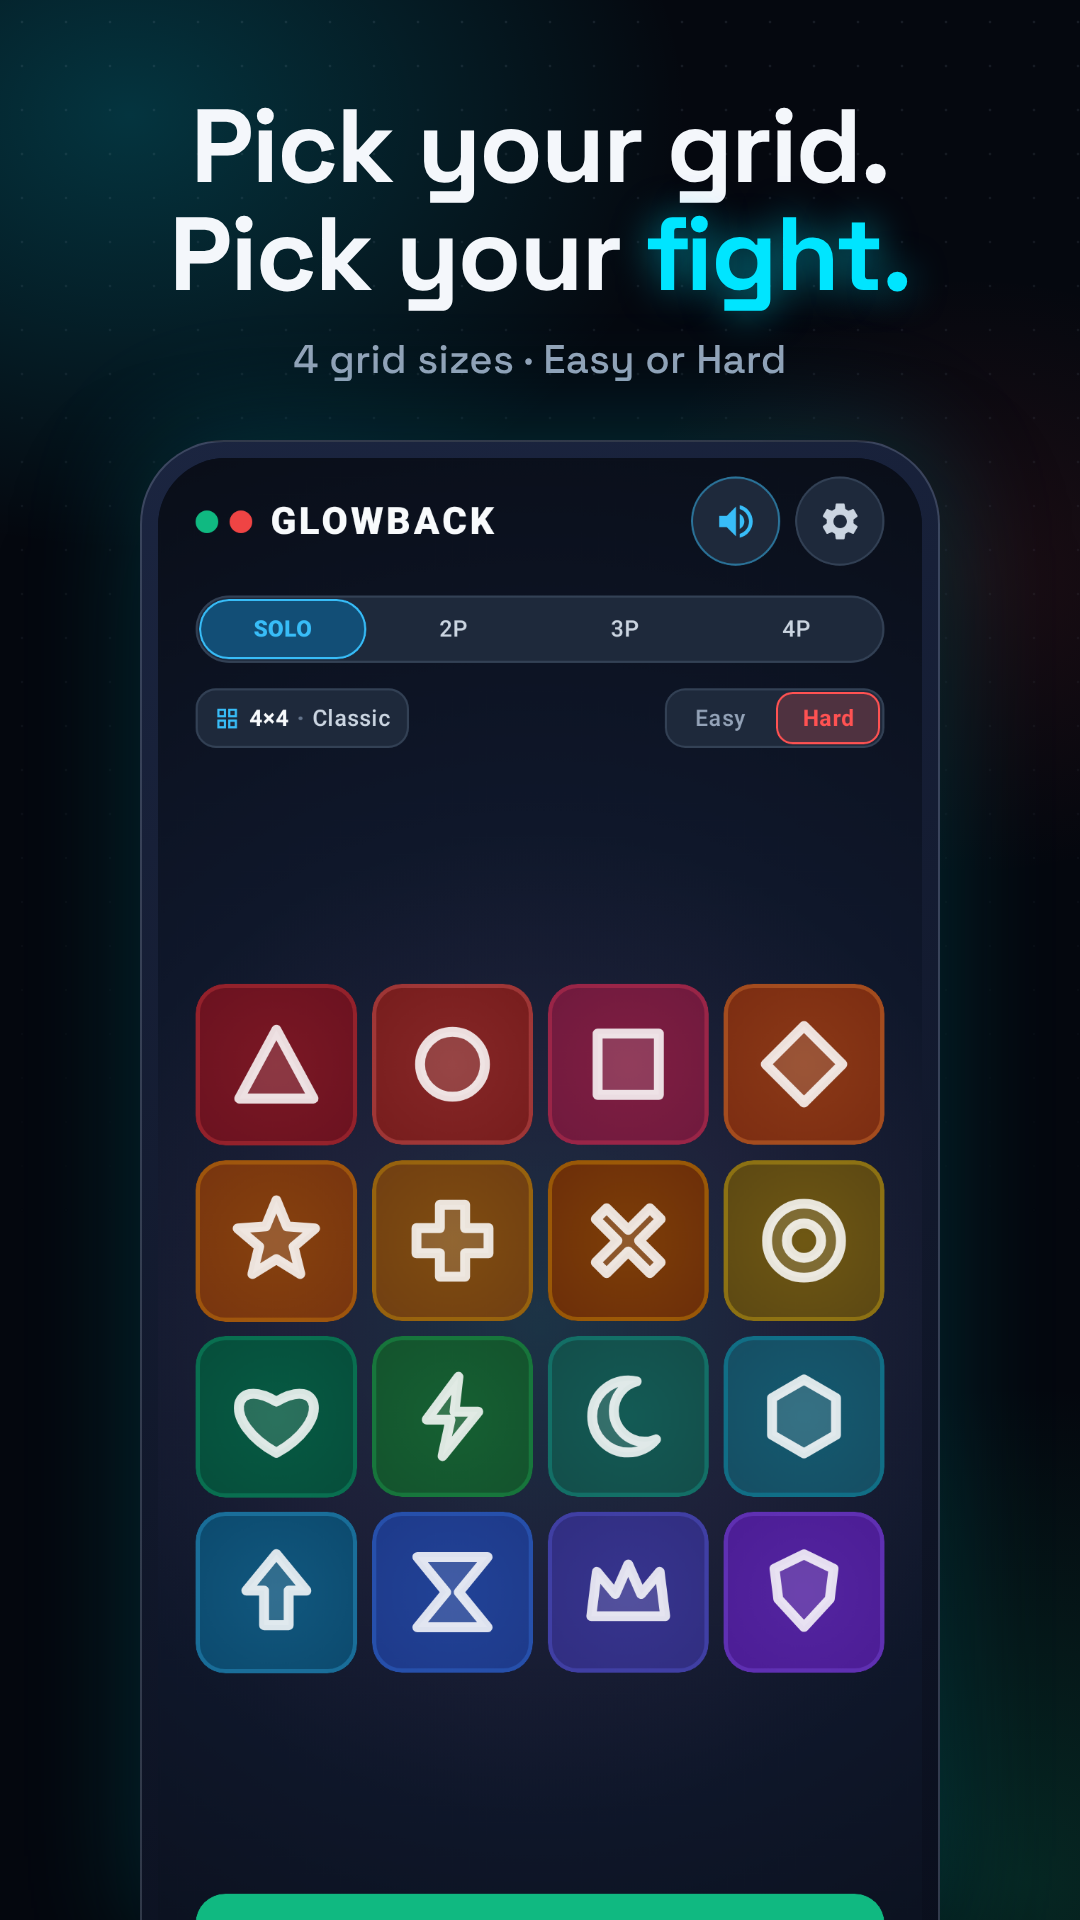 Pick your grid.
Pick your fight.
4 grid sizes · Easy or Hard
GLOWBACK
SOLO 2P 3P 4P
4×4 · Classic Easy Hard